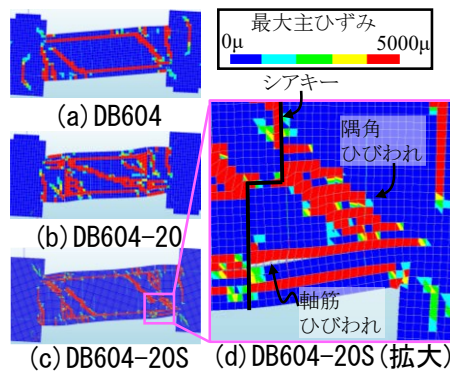 最大主ひずみ
0μ 5000μ
シアキー
(a) DB604
隅角
ひびわれ
(b) DB604-20
軸筋
ひびわれ
(c) DB604-20S
(d) DB604-20S(拡大)